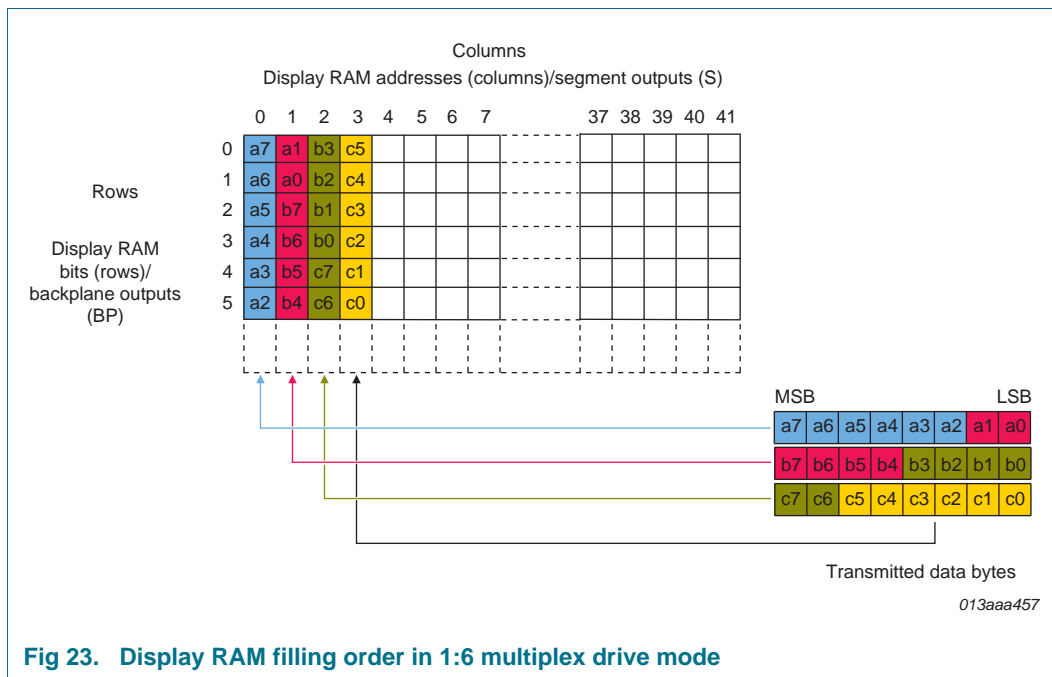 Columns
Display RAM addresses (columns)/segment outputs (S)
0 1 2 3 4 5 6 7 37 38 39 40 41
0 a7 a1 b3 c5
1 a6 a0 b2 c4
Rows
2 a5 b7 b1 c3
3 a4 b6 b0 c2
Display RAM
bits (rows)/
4 a3 b5 c7 c1
backplane outputs
5 a2 b4 c6 c0
(BP)
MSB LSB
a7 a6 a5 a4 a3 a2 a1 a0
b7 b6 b5 b4 b3 b2 b1 b0
c7 c6 c5 c4 c3 c2 c1 c0
Transmitted data bytes
013aaa457
Fig 23. Display RAM filling order in 1:6 multiplex drive mode